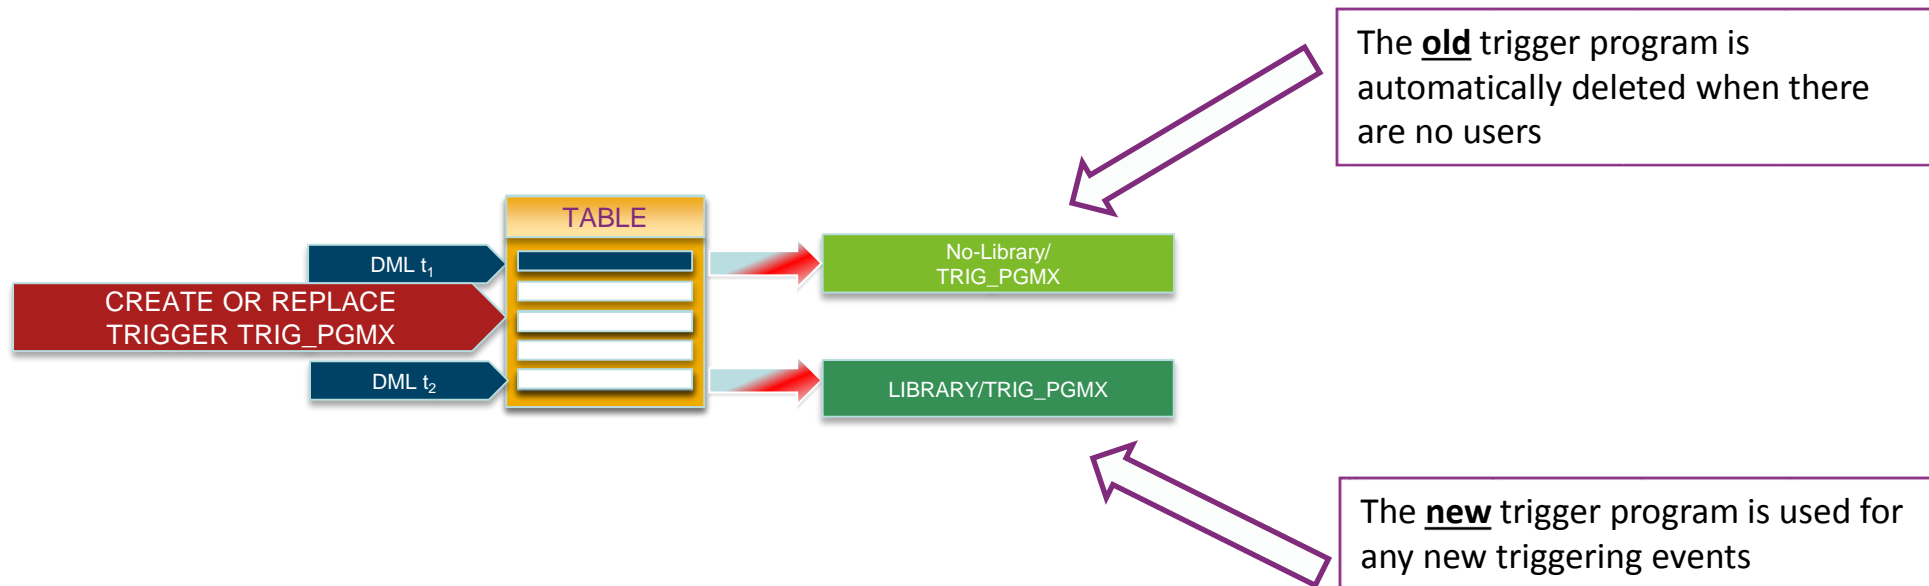 The old trigger program is
automatically deleted when there
are no users
TABLE
DML t₁
No-Library/
TRIG_PGMX
CREATE OR REPLACE
TRIGGER TRIG_PGMX
DML t₂
LIBRARY/TRIG_PGMX
The new trigger program is used for
any new triggering events